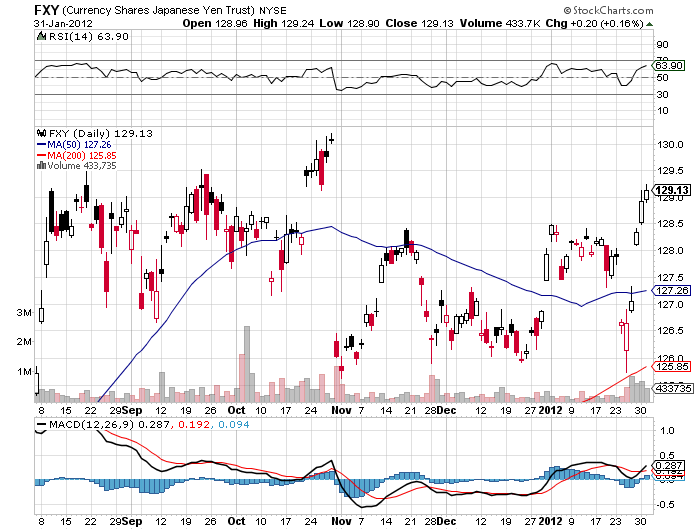 FXY (Currency Shares Japanese Yen Trust) NYSE
© StockCharts.com
31-Jan-2012
Open 128.96 High 129.24 Low 128.90 Close 129.13 Volume 433.7K Chg +0.20 (+0.16%)
RSI(14) 63.90
90
70
63.90
50
30
10
FXY (Daily) 129.13
MA(50) 127.26
MA(200) 125.85
Volume 433,735
130.0
129.5
129.13
129.0
128.5
128.0
127.5
127.26
127.0
126.5
126.0
125.85
433735
3M
2M
1M
8 15 22 Sep 12 19 26 Oct 10 17 24 Nov 7 14 21 28 Dec 12 19 27 2012 9 17 23 30
MACD(12,26,9) 0.287, 0.192, 0.094
1.0
0.5
0.0
0.287
-0.5
8 15 22 29 Sep 12 19 26 Oct 10 17 24 Nov 7 14 21 28 Dec 12 19 27 2012 9 17 23 30